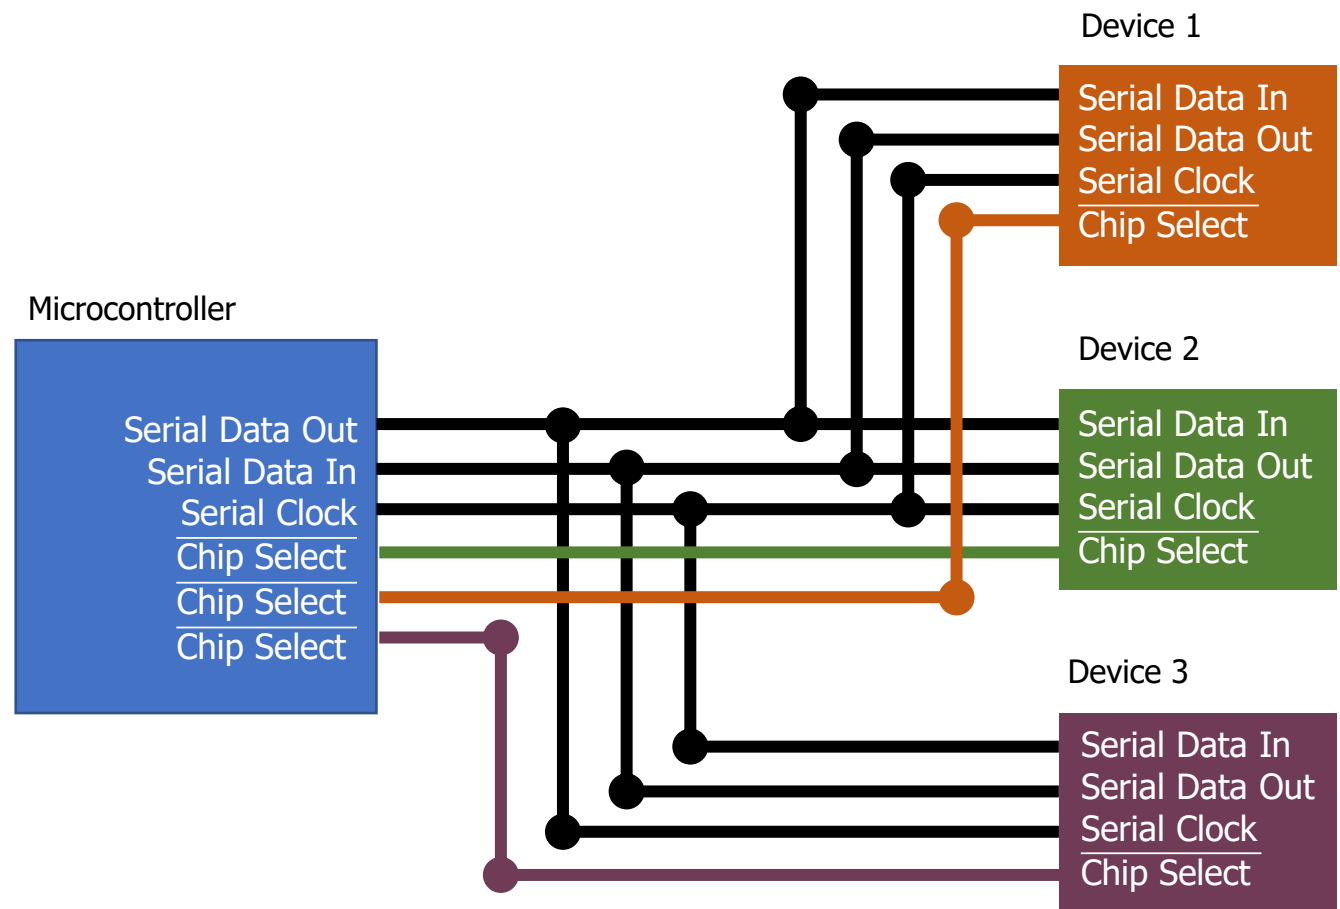 Device 1
Serial Data In
Serial Data Out
Serial Clock
Chip Select
Microcontroller
Serial Data Out
Serial Data In
Serial Clock
Chip Select
Chip Select
Chip Select
Device 2
Serial Data In
Serial Data Out
Serial Clock
Chip Select
Device 3
Serial Data In
Serial Data Out
Serial Clock
Chip Select